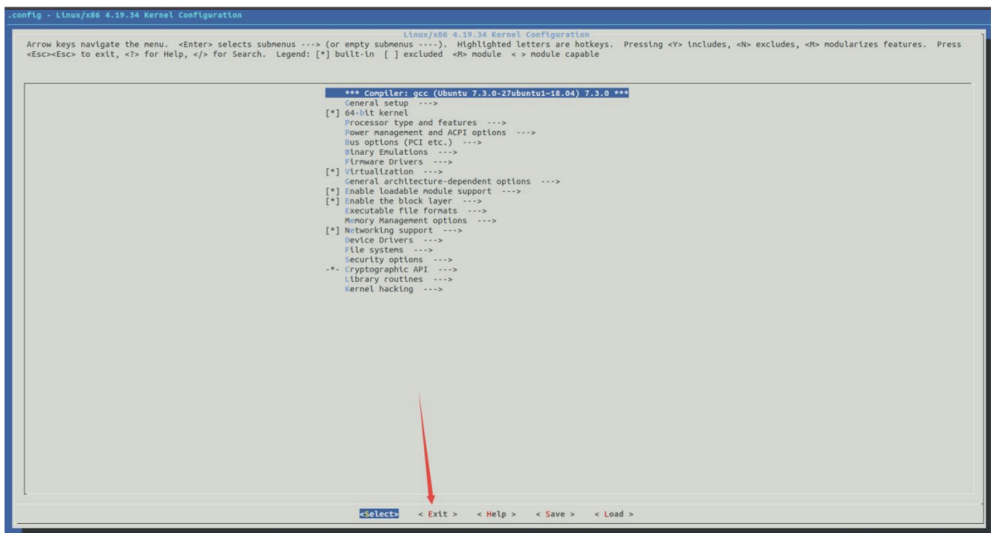 .config - Linux/x86 4.19.34 Kernel Configuration
Linux/x86 4.19.34 Kernel Configuration
Arrow keys navigate the menu.  <Enter> selects submenus ---> (or empty submenus ----).  Highlighted letters are hotkeys.  Pressing <Y> includes, <N> excludes, <M> modularizes features.  Press
<Esc><Esc> to exit, <?> for Help, </> for Search.  Legend: [*] built-in  [ ] excluded  <M> module  < > module capable
*** Compiler: gcc (Ubuntu 7.3.0-27ubuntu1~18.04) 7.3.0 ***
General setup  --->
[*] 64-bit kernel
Processor type and features  --->
Power management and ACPI options  --->
Bus options (PCI etc.)  --->
Binary Emulations  --->
Firmware Drivers  --->
[*] Virtualization  --->
General architecture-dependent options  --->
[*] Enable loadable module support  --->
[*] Enable the block layer  --->
Executable file formats  --->
Memory Management options  --->
[*] Networking support  --->
Device Drivers  --->
File systems  --->
Security options  --->
-*- Cryptographic API  --->
Library routines  --->
Kernel hacking  --->
<Select>    < Exit >    < Help >    < Save >    < Load >